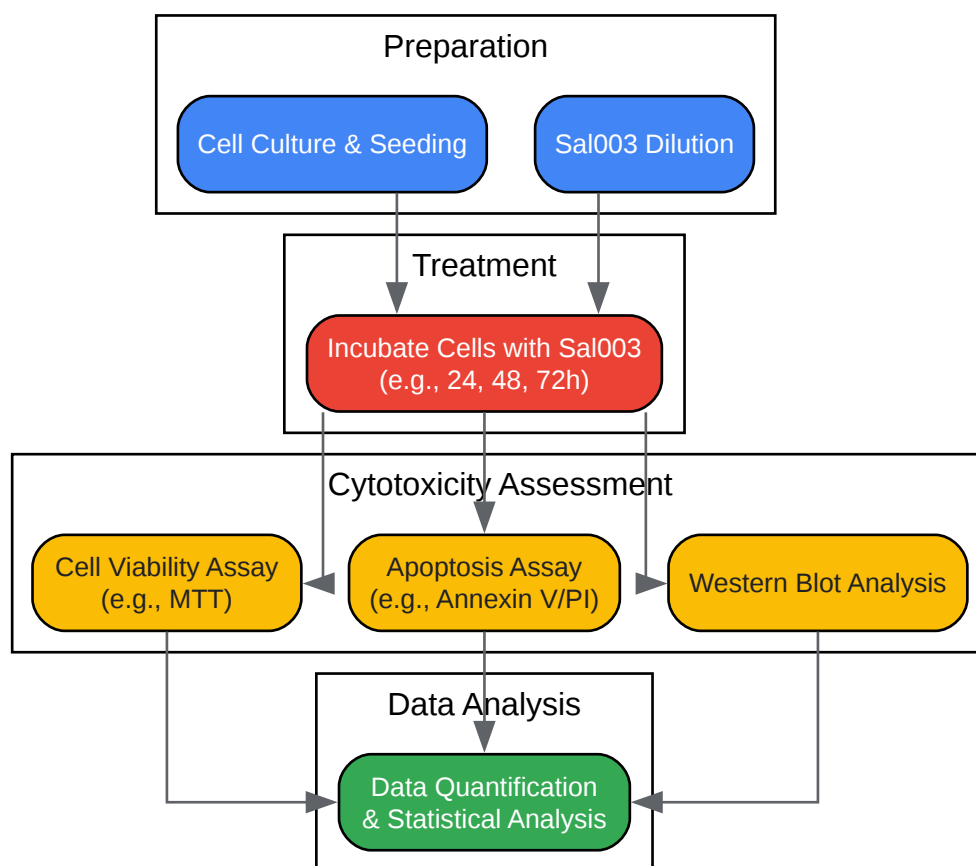 Preparation
Cell Culture & Seeding
Sal003 Dilution
Treatment
Incubate Cells with Sal003
(e.g., 24, 48, 72h)
Cytotoxicity Assessment
Cell Viability Assay
(e.g., MTT)
Apoptosis Assay
(e.g., Annexin V/PI)
Western Blot Analysis
Data Analysis
Data Quantification
& Statistical Analysis